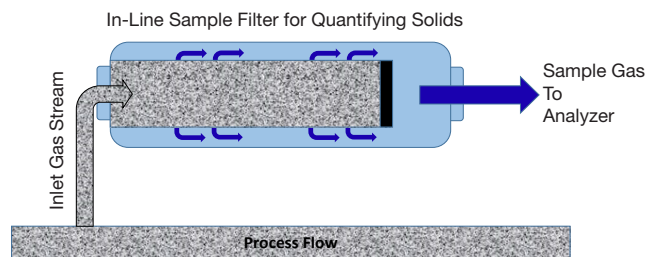 In-Line Sample Filter for Quantifying Solids
Inlet Gas Stream
Sample Gas
To
Analyzer
Process Flow